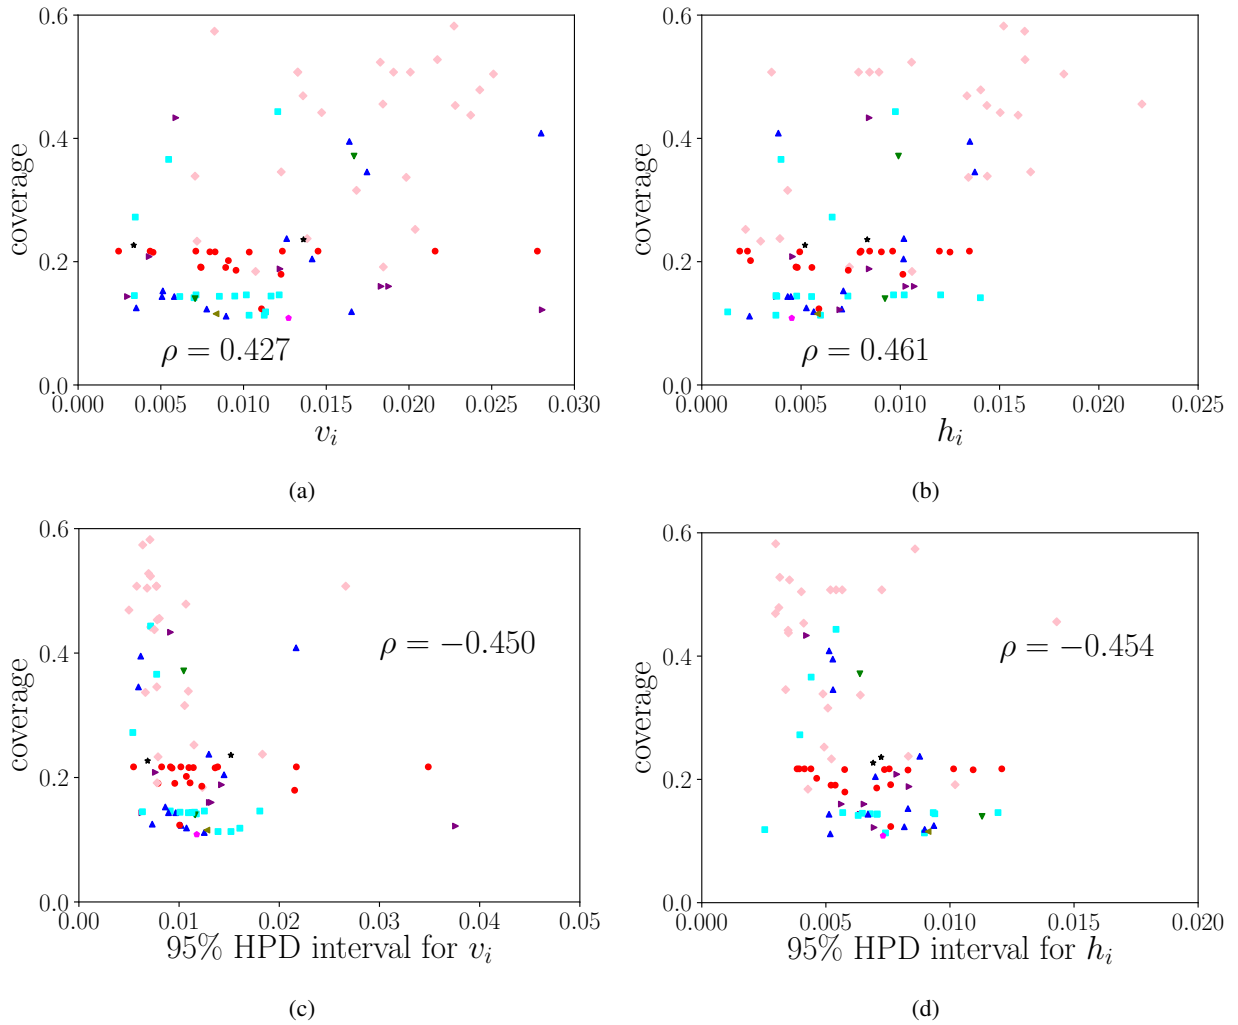 0.6
0.4
0.2
0.0
coverage
ρ = 0.427
0.000 0.005 0.010 0.015 0.020 0.025 0.030
v_i
(a)
0.6
0.4
0.2
0.0
coverage
ρ = 0.461
0.000 0.005 0.010 0.015 0.020 0.025
h_i
(b)
0.6
0.4
0.2
0.0
coverage
ρ = −0.450
0.00 0.01 0.02 0.03 0.04 0.05
95% HPD interval for v_i
(c)
0.6
0.4
0.2
0.0
coverage
ρ = −0.454
0.000 0.005 0.010 0.015 0.020
95% HPD interval for h_i
(d)